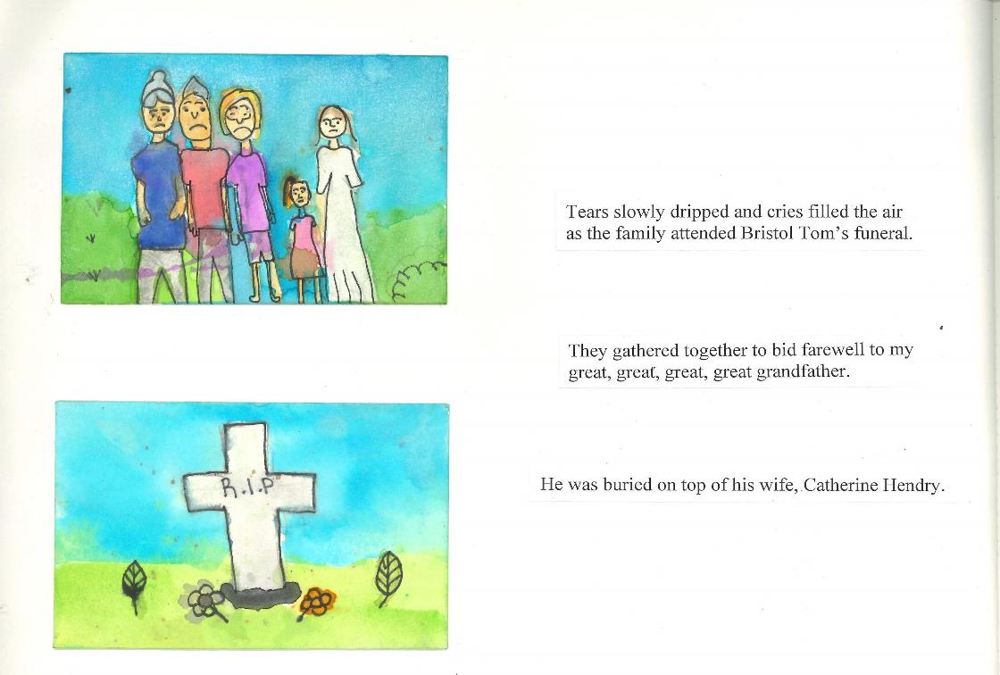 Tears slowly dripped and cries filled the air
as the family attended Bristol Tom's funeral.
They gathered together to bid farewell to my
great, great, great, great grandfather.
R.I.P
He was buried on top of his wife, Catherine Hendry.